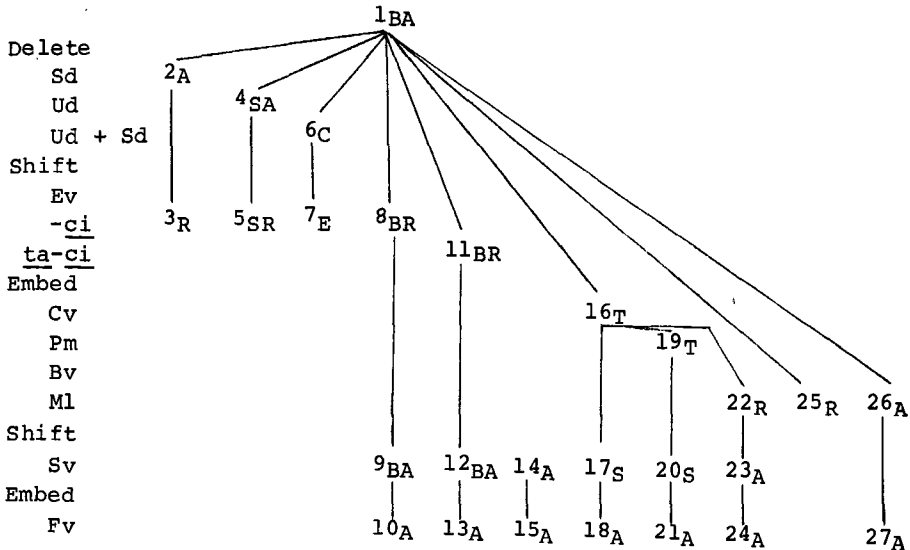 1BA
Delete
Sd 2A
Ud 4SA
Ud + Sd 6C
Shift
Ev
-ci 3R 5SR 7E 8BR
ta-ci 11BR
Embed
Cv 16T
Pm 19T
Bv
Ml 22R 25R 26A
Shift
Sv 9BA 12BA 14A 17S 20S 23A
Embed
Fv 10A 13A 15A 18A 21A 24A 27A